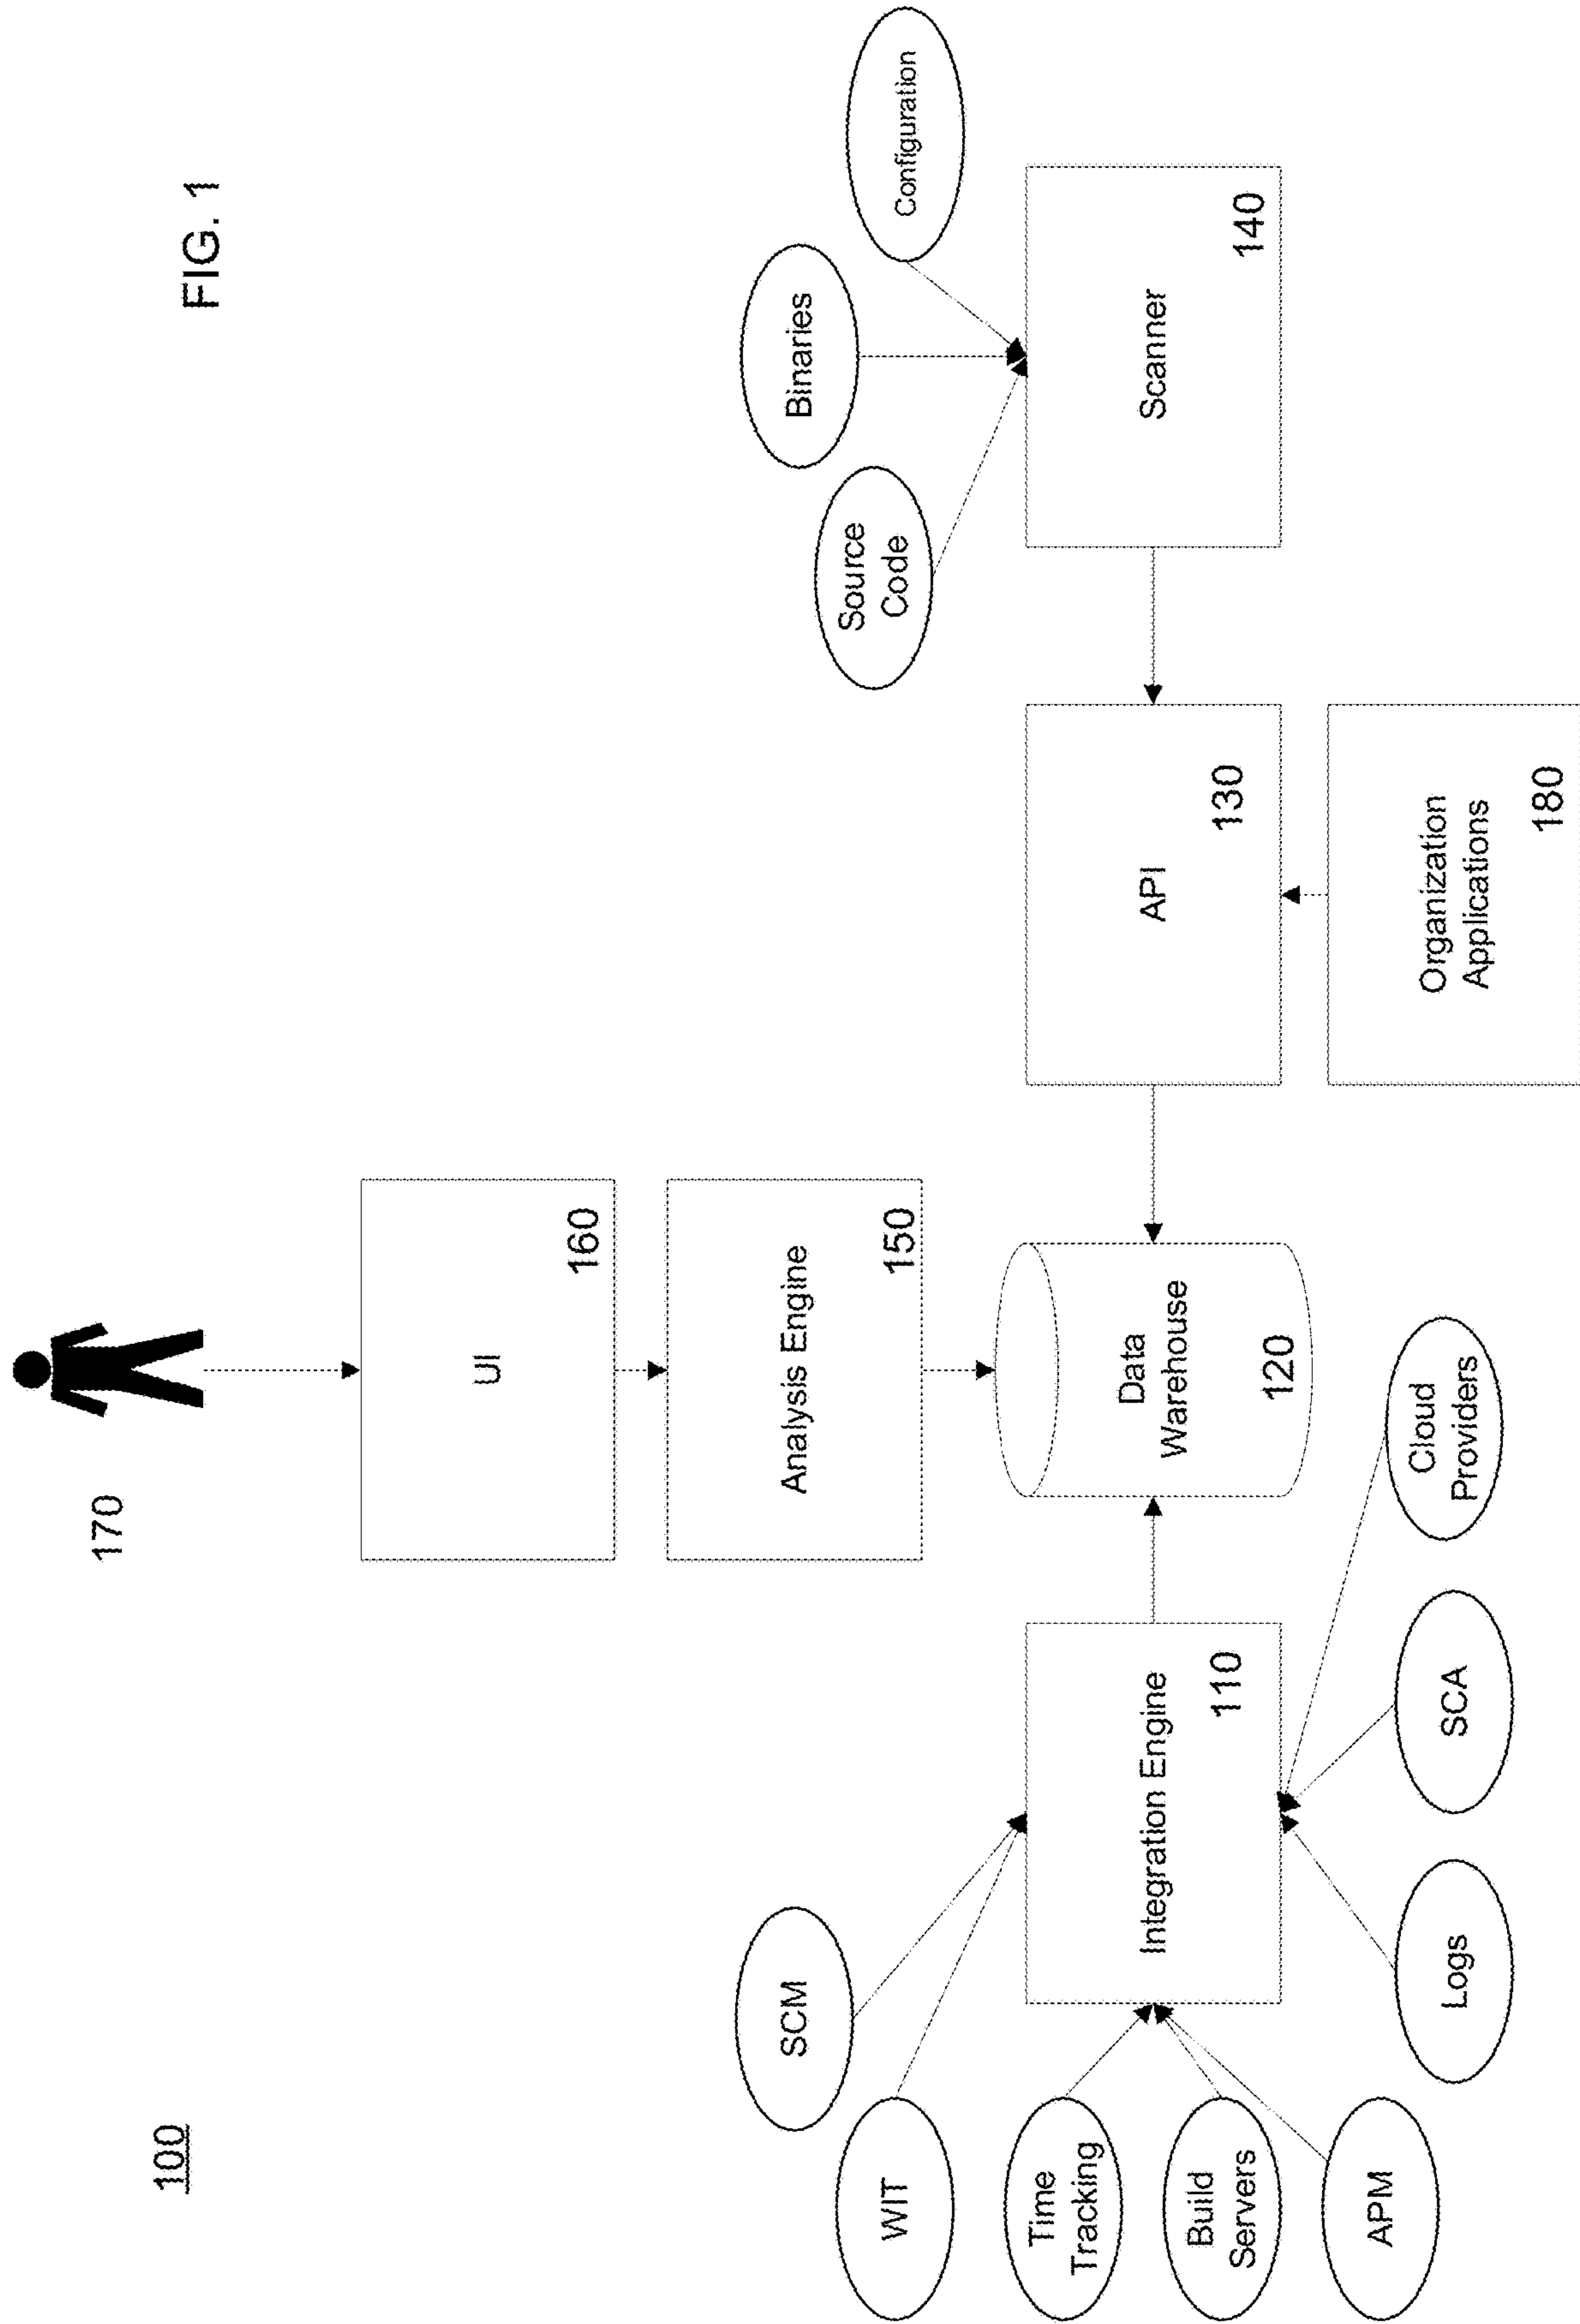 100
170
FIG. 1
UI
160
Analysis Engine
150
SCM
WIT
Time
Tracking
Build
Servers
APM
Logs
SCA
Cloud
Providers
Integration Engine
110
Data
Warehouse
120
API
130
Organization
Applications
180
Source
Code
Binaries
Configuration
Scanner
140